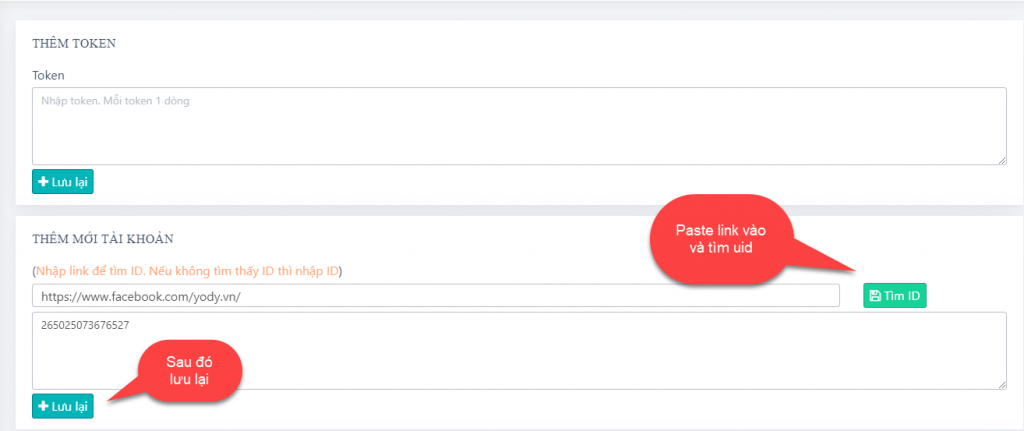 THÊM TOKEN
Token
Nhập token. Mỗi token 1 dòng
+ Lưu lại
THÊM MỚI TÀI KHOẢN
Paste link vào
và tìm uid
(Nhập link để tìm ID. Nếu không tìm thấy ID thì nhập ID)
https://www.facebook.com/yody.vn/
Tìm ID
265025073676527
Sau đó
lưu lại
+ Lưu lại